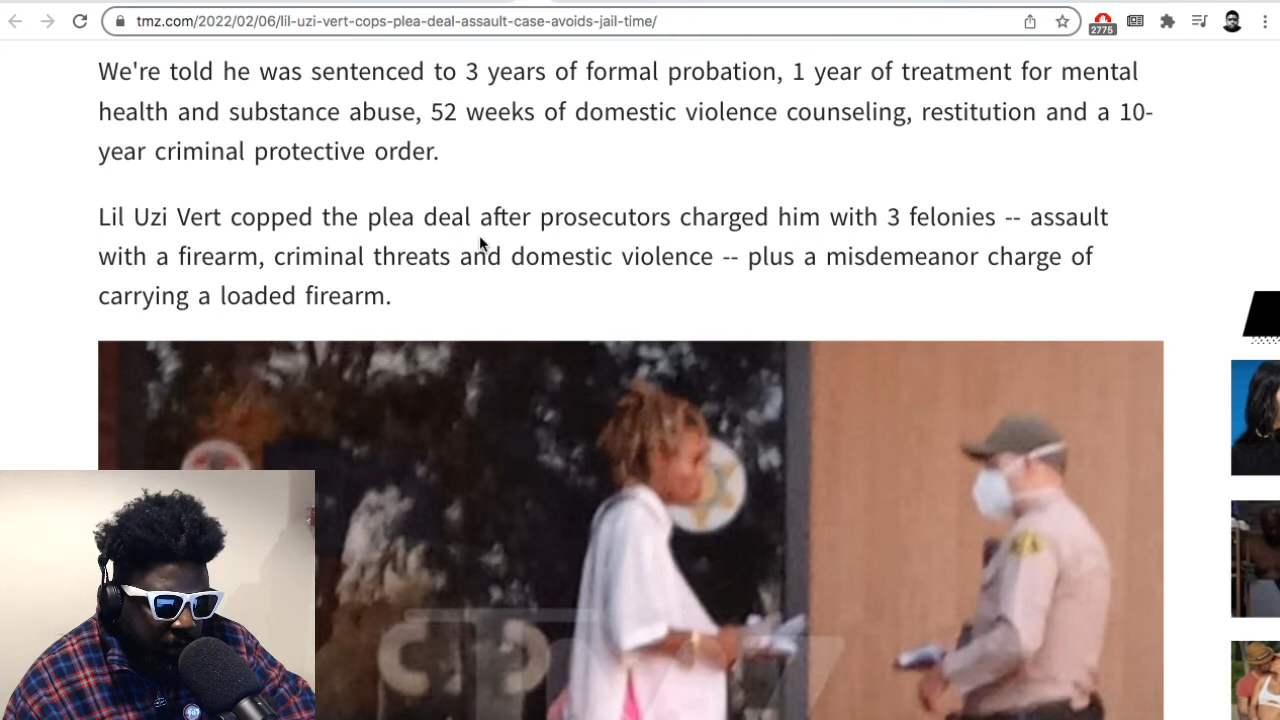 tmz.com/2022/02/06/lil-uzi-vert-cops-plea-deal-assault-case-avoids-jail-time/
2775
We're told he was sentenced to 3 years of formal probation, 1 year of treatment for mental
health and substance abuse, 52 weeks of domestic violence counseling, restitution and a 10-
year criminal protective order.
Lil Uzi Vert copped the plea deal after prosecutors charged him with 3 felonies -- assault
with a firearm, criminal threats and domestic violence -- plus a misdemeanor charge of
carrying a loaded firearm.